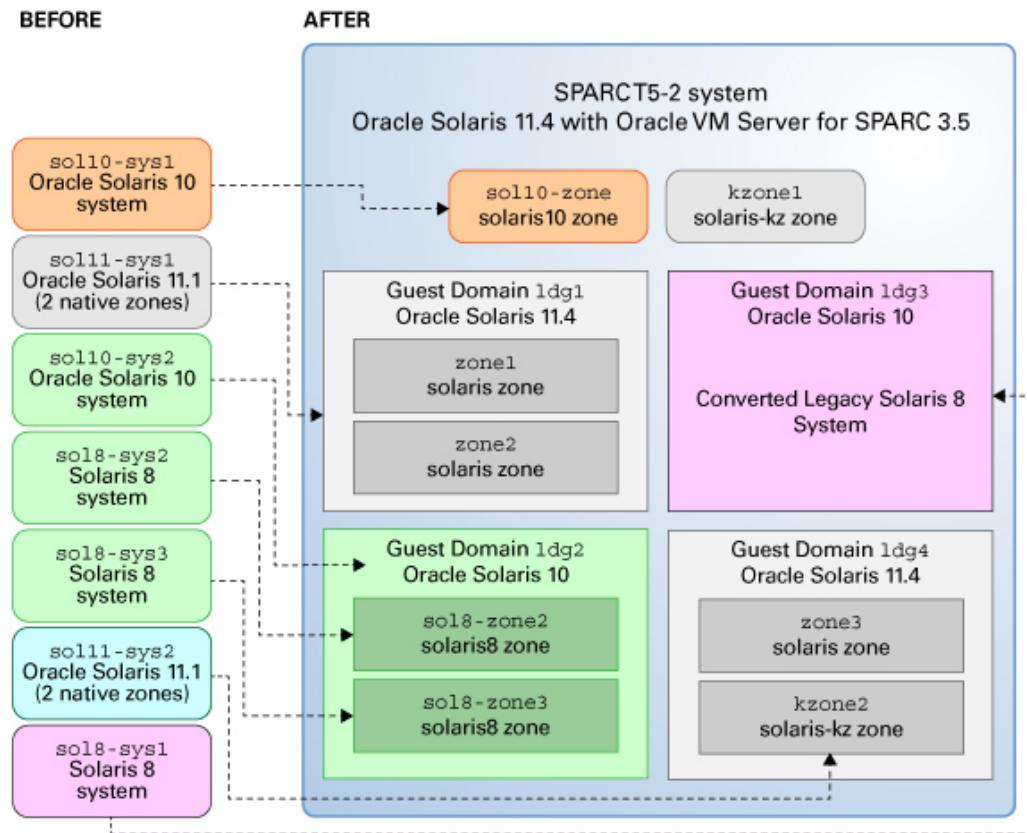 BEFORE
AFTER
sol10-sys1
Oracle Solaris 10
system
sol11-sys1
Oracle Solaris 11.1
(2 native zones)
sol10-sys2
Oracle Solaris 10
system
sol8-sys2
Solaris 8
system
sol8-sys3
Solaris 8
system
sol11-sys2
Oracle Solaris 11.1
(2 native zones)
sol8-sys1
Solaris 8
system
SPARCT5-2 system
Oracle Solaris 11.4 with Oracle VM Server for SPARC 3.5
sol10-zone
solaris10 zone
kzone1
solaris-kz zone
Guest Domain ldg1
Oracle Solaris 11.4
zone1
solaris zone
zone2
solaris zone
Guest Domain ldg3
Oracle Solaris 10
Converted Legacy Solaris 8
System
Guest Domain ldg2
Oracle Solaris 10
sol8-zone2
solaris8 zone
sol8-zone3
solaris8 zone
Guest Domain ldg4
Oracle Solaris 11.4
zone3
solaris zone
kzone2
solaris-kz zone